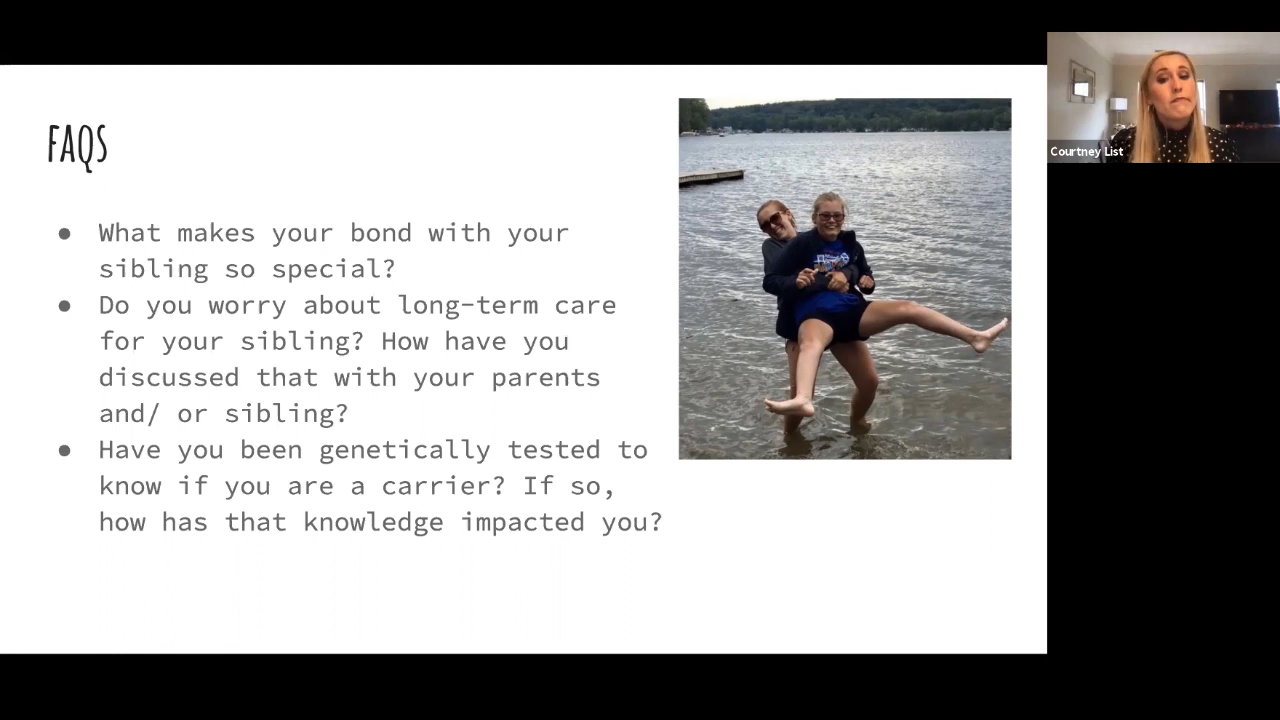 FAQS
● What makes your bond with your
sibling so special?
● Do you worry about long-term care
for your sibling? How have you
discussed that with your parents
and/ or sibling?
● Have you been genetically tested to
know if you are a carrier? If so,
how has that knowledge impacted you?
Courtney List